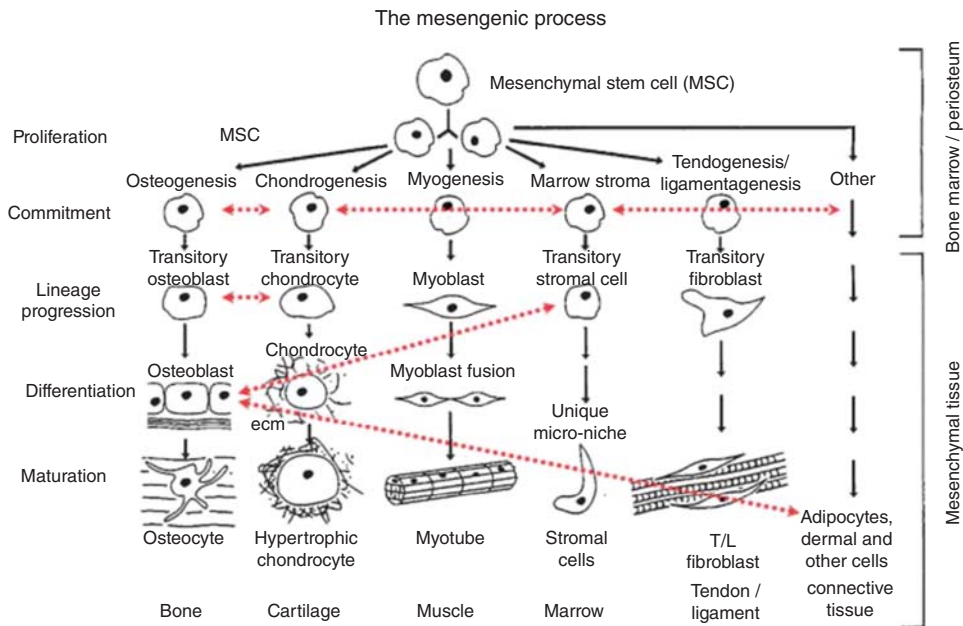 The mesengenic process
Mesenchymal stem cell (MSC)
Proliferation
MSC
Osteogenesis
Chondrogenesis
Myogenesis
Marrow stroma
Tendogenesis/
ligamentagenesis
Other
Bone marrow / periosteum
Commitment
Transitory
osteoblast
Transitory
chondrocyte
Myoblast
Transitory
stromal cell
Transitory
fibroblast
Lineage
progression
Chondrocyte
Osteoblast
Myoblast fusion
Differentiation
ecm
Unique
micro-niche
Mesenchymal tissue
Maturation
Osteocyte
Hypertrophic
chondrocyte
Myotube
Stromal
cells
T/L
fibroblast
Adipocytes,
dermal and
other cells
Bone
Cartilage
Muscle
Marrow
Tendon /
ligament
connective
tissue